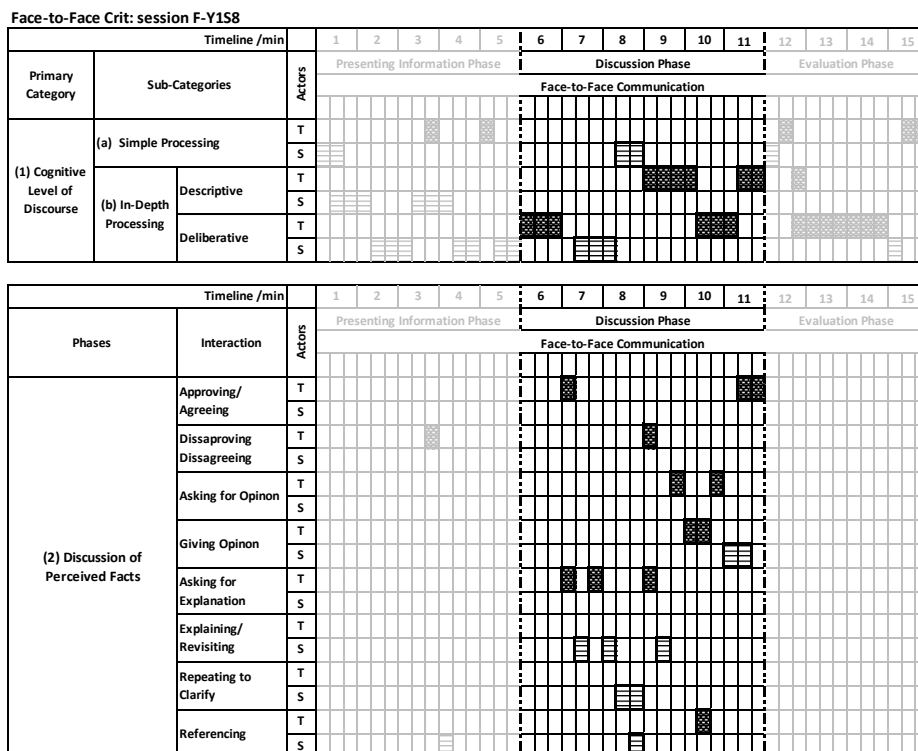 Face-to-Face Crit: session F-Y1S8
Timeline /min 1 2 3 4 5 6 7 8 9 10 11 12 13 14 15
Primary Category Sub-Categories Actors Presenting Information Phase Discussion Phase Evaluation Phase
Face-to-Face Communication
(1) Cognitive Level of Discourse
(a) Simple Processing T
S
(b) In-Depth Processing
Descriptive T
S
Deliberative T
S
Timeline /min 1 2 3 4 5 6 7 8 9 10 11 12 13 14 15
Phases Interaction Actors Presenting Information Phase Discussion Phase Evaluation Phase
Face-to-Face Communication
(2) Discussion of Perceived Facts
Approving/ Agreeing T
S
Dissaproving Dissagreeing T
S
Asking for Opinon T
S
Giving Opinon T
S
Asking for Explanation T
S
Explaining/ Revisiting T
S
Repeating to Clarify T
S
Referencing T
S